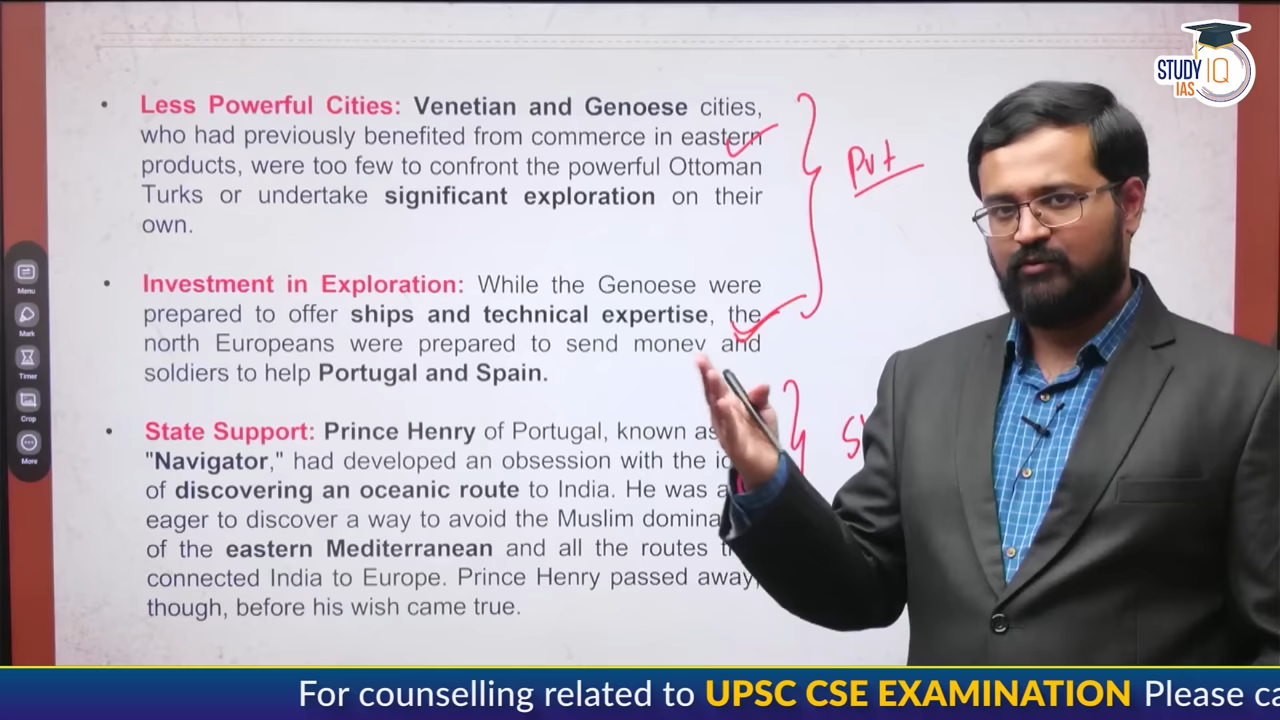 STUDY IQ
IAS
• Less Powerful Cities: Venetian and Genoese cities,
who had previously benefited from commerce in eastern
products, were too few to confront the powerful Ottoman
Turks or undertake significant exploration on their
own.
Pvt
• Investment in Exploration: While the Genoese were
prepared to offer ships and technical expertise, the
north Europeans were prepared to send money and
soldiers to help Portugal and Spain.
• State Support: Prince Henry of Portugal, known as
"Navigator," had developed an obsession with the
of discovering an oceanic route to India. He was
eager to discover a way to avoid the Muslim
of the eastern Mediterranean and all the routes
connected India to Europe. Prince Henry passed away,
though, before his wish came true.
Menu
Mark
Timer
Crop
More
For counselling related to UPSC CSE EXAMINATION Please